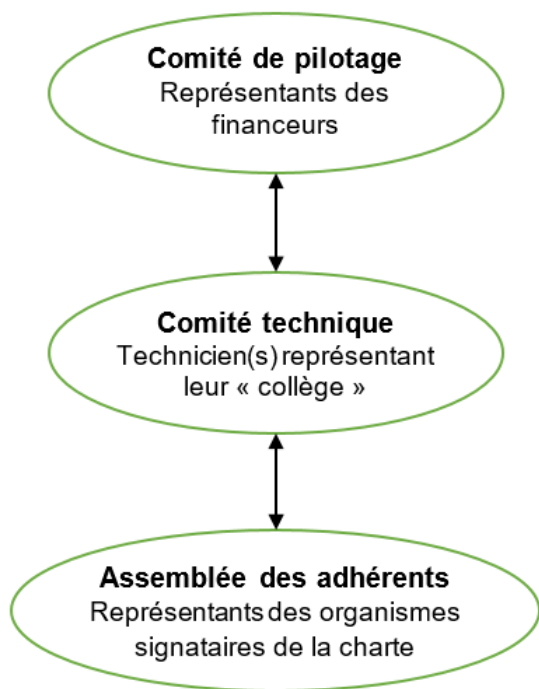 Comité de pilotage
Représentants des
financeurs
Comité technique
Technicien(s) représentant
leur « collège »
Assemblée des adhérents
Représentants des organismes
signataires de la charte